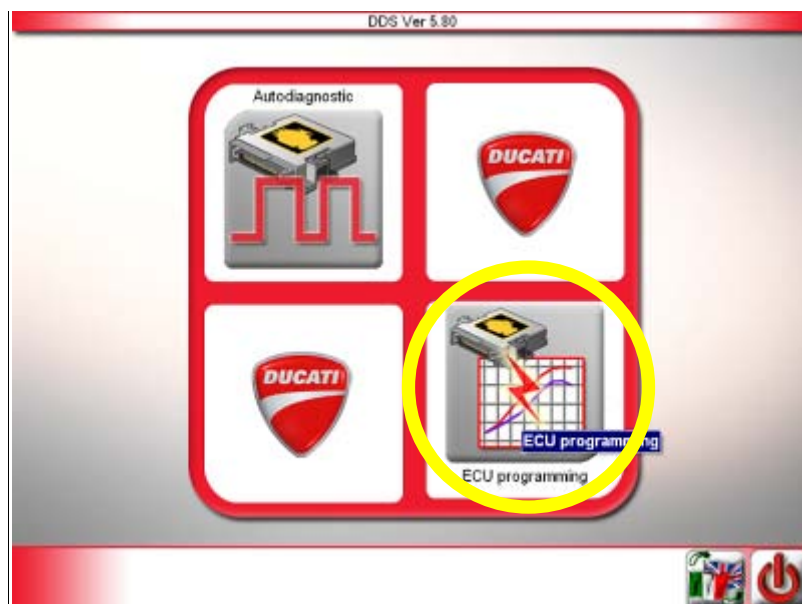 DDS Ver 5.80
Autodiagnostic
DUCATI
DUCATI
ECU programming
ECU programming